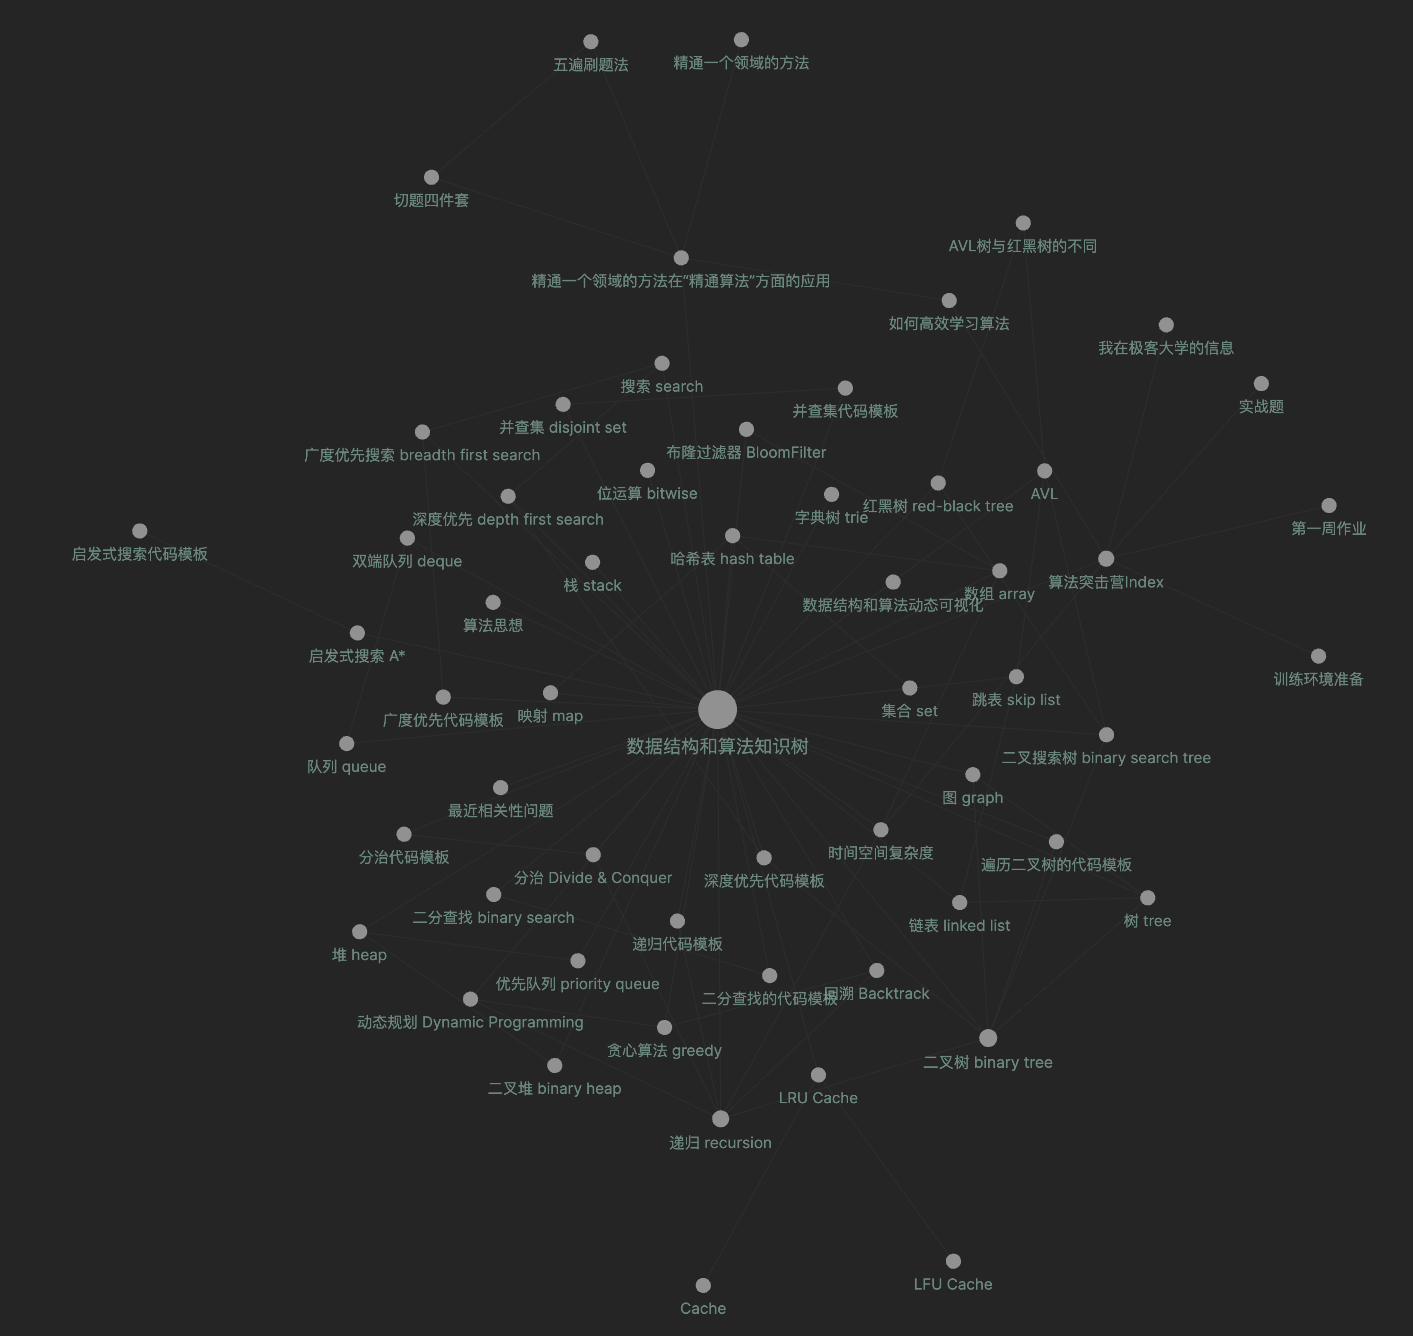 五遍刷题法
精通一个领域的方法
切题四件套
AVL树与红黑树的不同
精通一个领域的方法在“精通算法”方面的应用
如何高效学习算法
我在极客大学的信息
搜索 search
实战题
并查集代码模板
并查集 disjoint set
广度优先搜索 breadth first search
布隆过滤器 BloomFilter
位运算 bitwise
AVL
红黑树 red-black tree
字典树 trie
深度优先 depth first search
第一周作业
启发式搜索代码模板
双端队列 deque
哈希表 hash table
算法突击营Index
栈 stack
数组 array
数据结构和算法动态可视化
算法思想
启发式搜索 A*
训练环境准备
跳表 skip list
集合 set
映射 map
广度优先代码模板
数据结构和算法知识树
二叉搜索树 binary search tree
队列 queue
图 graph
最近相关性问题
时间空间复杂度
分治代码模板
遍历二叉树的代码模板
分治 Divide & Conquer
深度优先代码模板
二分查找 binary search
树 tree
链表 linked list
递归代码模板
堆 heap
优先队列 priority queue
回溯 Backtrack
二分查找的代码模板
动态规划 Dynamic Programming
贪心算法 greedy
二叉树 binary tree
二叉堆 binary heap
LRU Cache
递归 recursion
LFU Cache
Cache